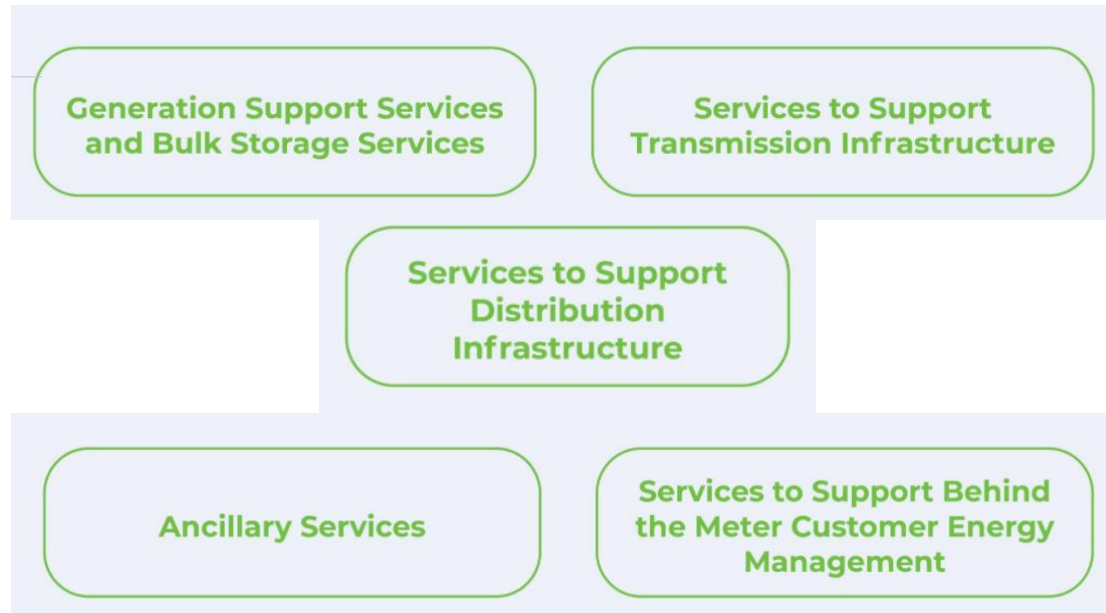 Generation Support Services
and Bulk Storage Services
Services to Support
Transmission Infrastructure
Services to Support
Distribution
Infrastructure
Ancillary Services
Services to Support Behind
the Meter Customer Energy
Management